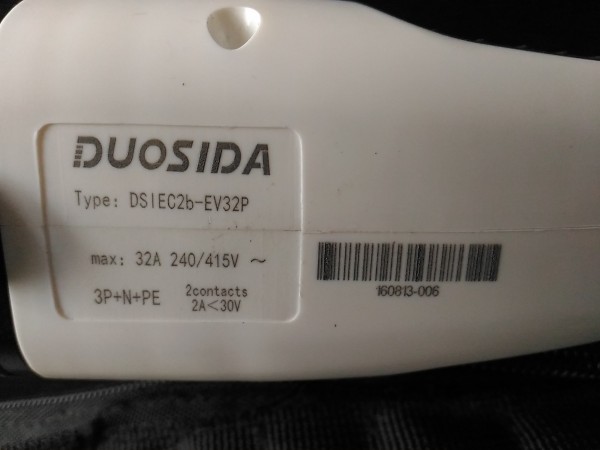 DUOSIDA
Type: DSIEC2b-EV32P
max: 32A 240/415V ~
3P+N+PE
2contacts
2A<30V
160813-006